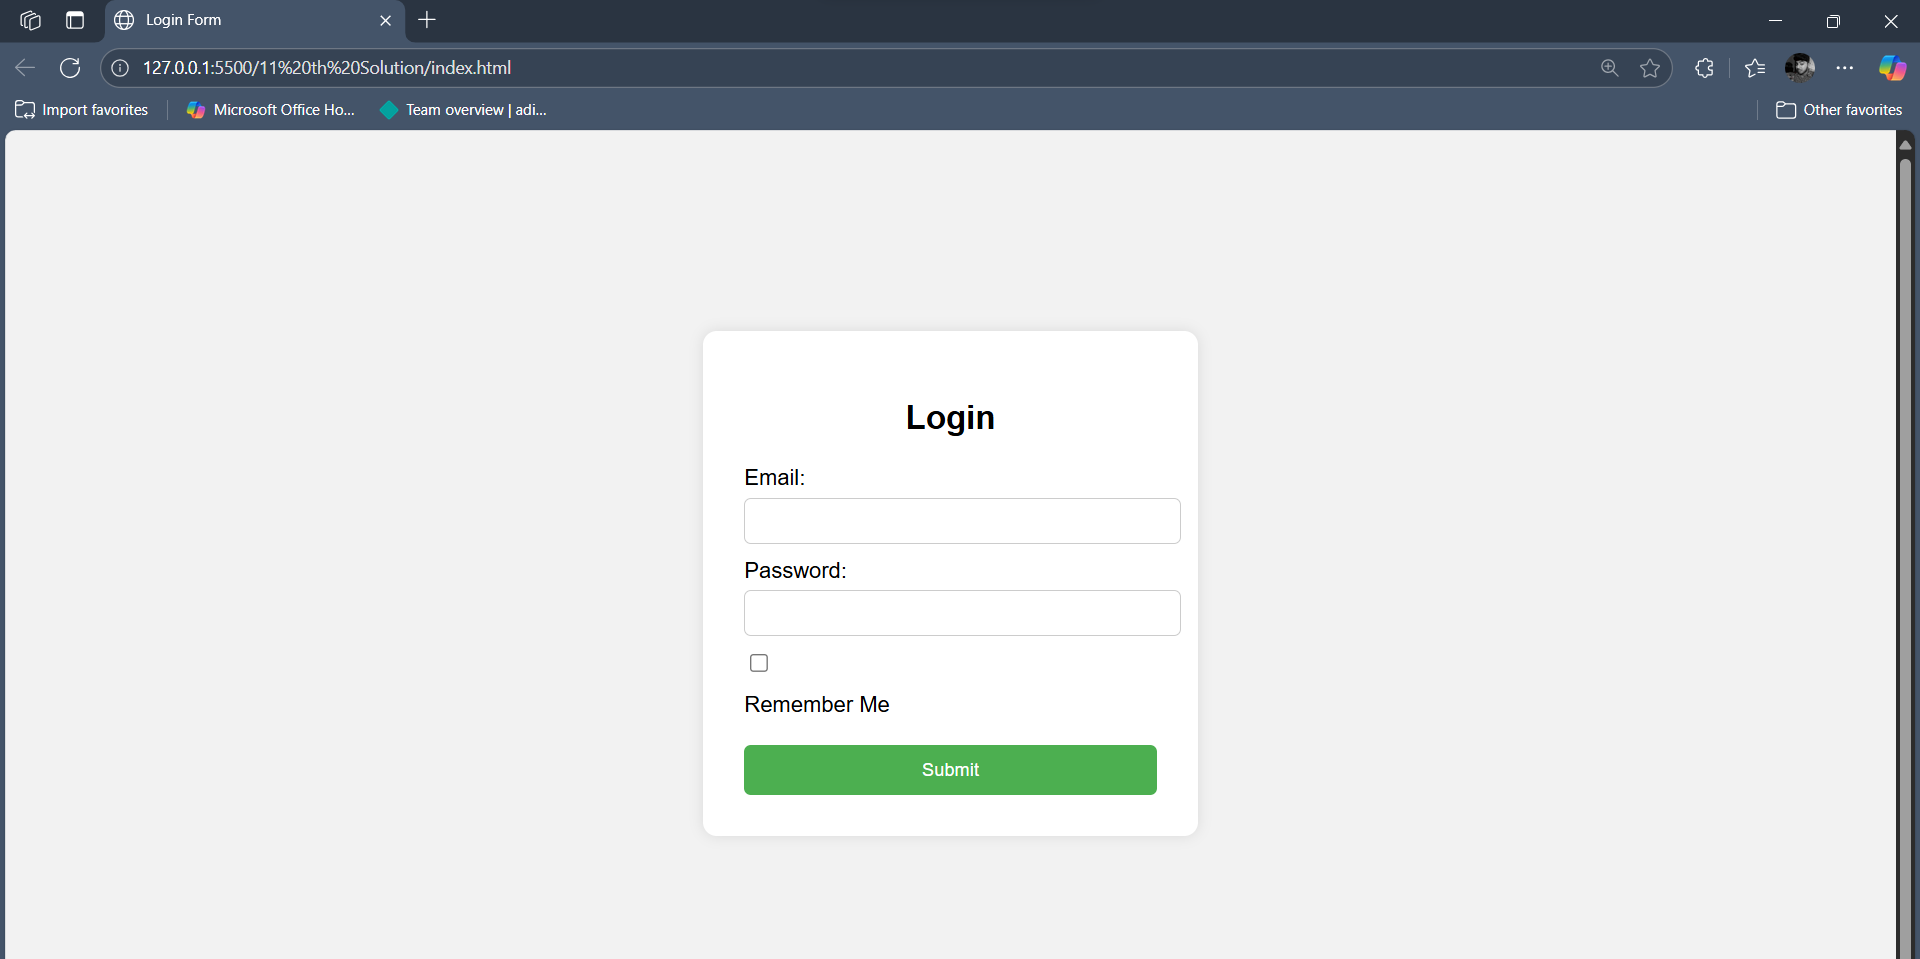 Login Form
127.0.0.1:5500/11%20th%20Solution/index.html
Import favorites
Microsoft Office Ho...
Team overview | adi...
Other favorites
Login
Email:
Password:
Remember Me
Submit